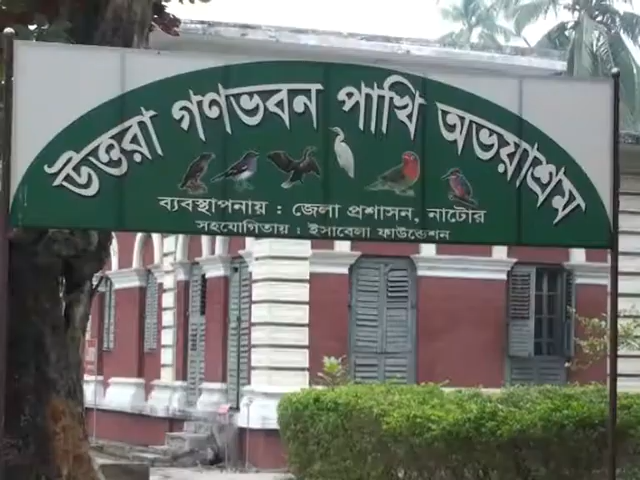 উত্তরা গণভবন পাখি অভয়াশ্রম
ব্যবস্থাপনায় : জেলা প্রশাসন, নাটোর
সহযোগিতায় : ইসাবেলা ফাউন্ডেশন